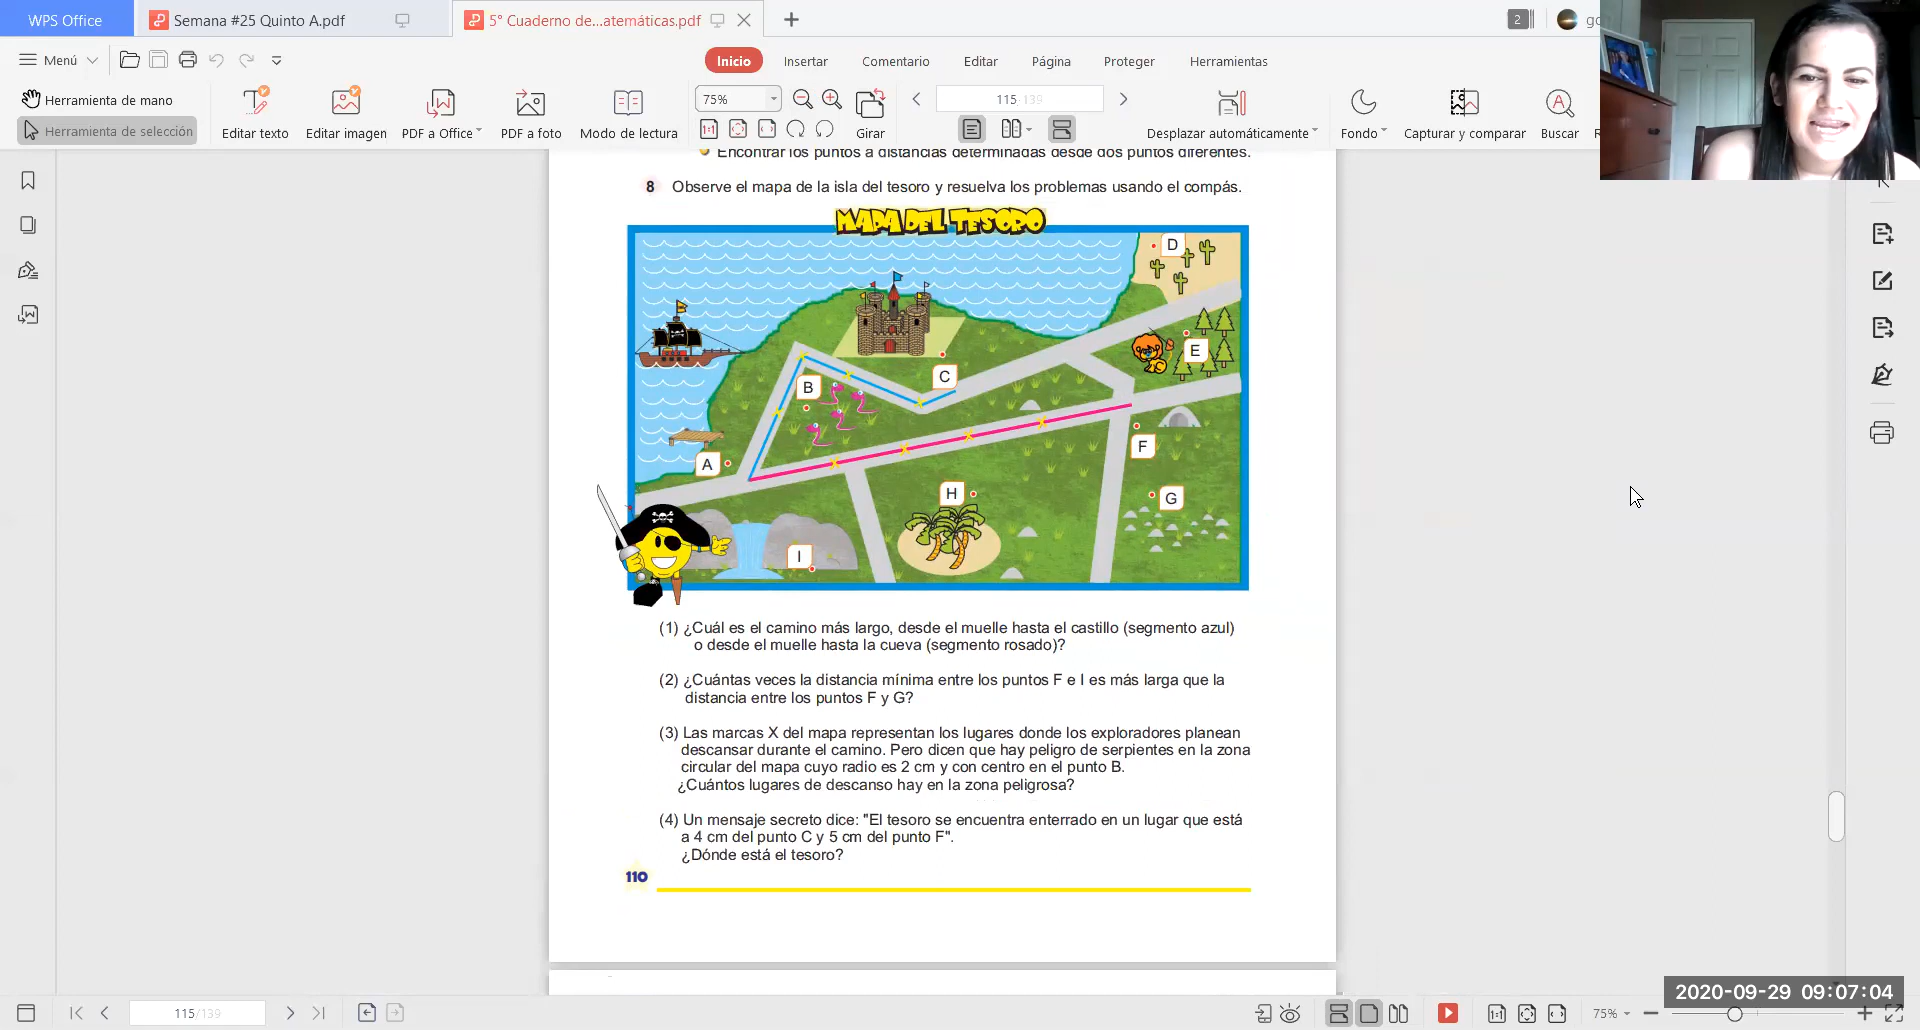 WPS Office
Semana #25 Quinto A.pdf
5° Cuaderno de...atemáticas.pdf
2
Menú
Inicio
Insertar
Comentario
Editar
Página
Proteger
Herramientas
Herramienta de mano
Herramienta de selección
Editar texto
Editar imagen
PDF a Office
PDF a foto
Modo de lectura
75%
Girar
115/139
Desplazar automáticamente
Fondo
Capturar y comparar
Buscar
Encontrar los puntos a distancias determinadas desde dos puntos diferentes.
8 Observe el mapa de la isla del tesoro y resuelva los problemas usando el compás.
MAPA DEL TESORO
D
E
B
C
A
F
H
G
I
(1) ¿Cuál es el camino más largo, desde el muelle hasta el castillo (segmento azul)
o desde el muelle hasta la cueva (segmento rosado)?
(2) ¿Cuántas veces la distancia mínima entre los puntos F e I es más larga que la
distancia entre los puntos F y G?
(3) Las marcas X del mapa representan los lugares donde los exploradores planean
descansar durante el camino. Pero dicen que hay peligro de serpientes en la zona
circular del mapa cuyo radio es 2 cm y con centro en el punto B.
¿Cuántos lugares de descanso hay en la zona peligrosa?
(4) Un mensaje secreto dice: "El tesoro se encuentra enterrado en un lugar que está
a 4 cm del punto C y 5 cm del punto F".
¿Dónde está el tesoro?
110
115/139
75%
2020-09-29 09:07:04